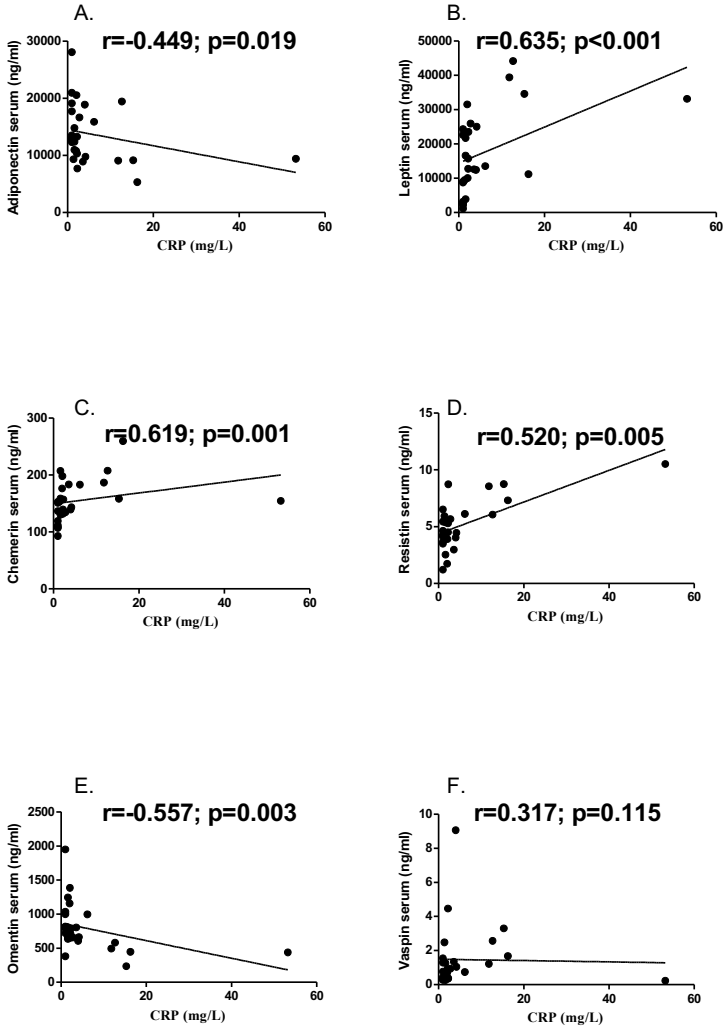 A.
r=-0.449; p=0.019
Adiponectin serum (ng/ml)
30000
20000
10000
0
0 20 40 60
CRP (mg/L)
B.
r=0.635; p<0.001
Leptin serum (ng/ml)
50000
40000
30000
20000
10000
0
0 20 40 60
CRP (mg/L)
C.
r=0.619; p=0.001
Chemerin serum (ng/ml)
300
200
100
0
0 20 40 60
CRP (mg/L)
D.
r=0.520; p=0.005
Resistin serum (ng/ml)
15
10
5
0
0 20 40 60
CRP (mg/L)
E.
r=-0.557; p=0.003
Omentin serum (ng/ml)
2500
2000
1500
1000
500
0
0 20 40 60
CRP (mg/L)
F.
r=0.317; p=0.115
Vaspin serum (ng/ml)
10
8
6
4
2
0
0 20 40 60
CRP (mg/L)